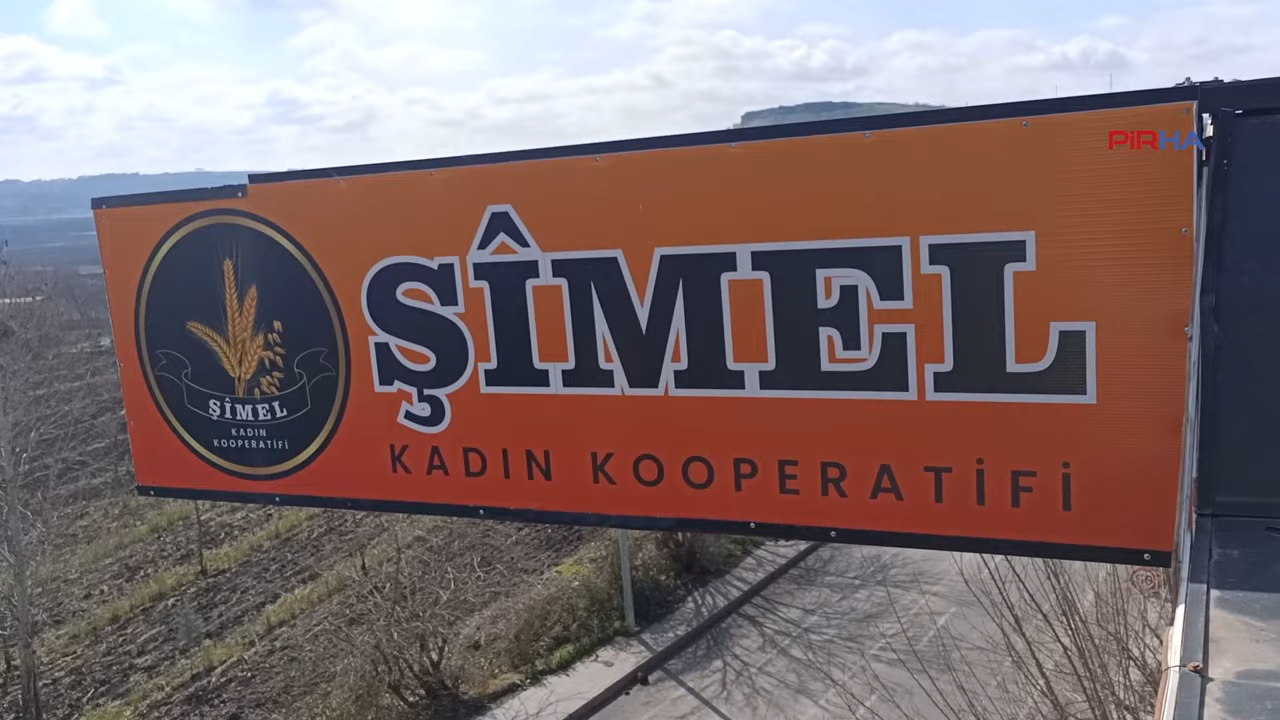 PİRHA
ŞÎMEL
KADIN KOOPERATİFİ
ŞÎMEL
KADIN
KOOPERATİFİ